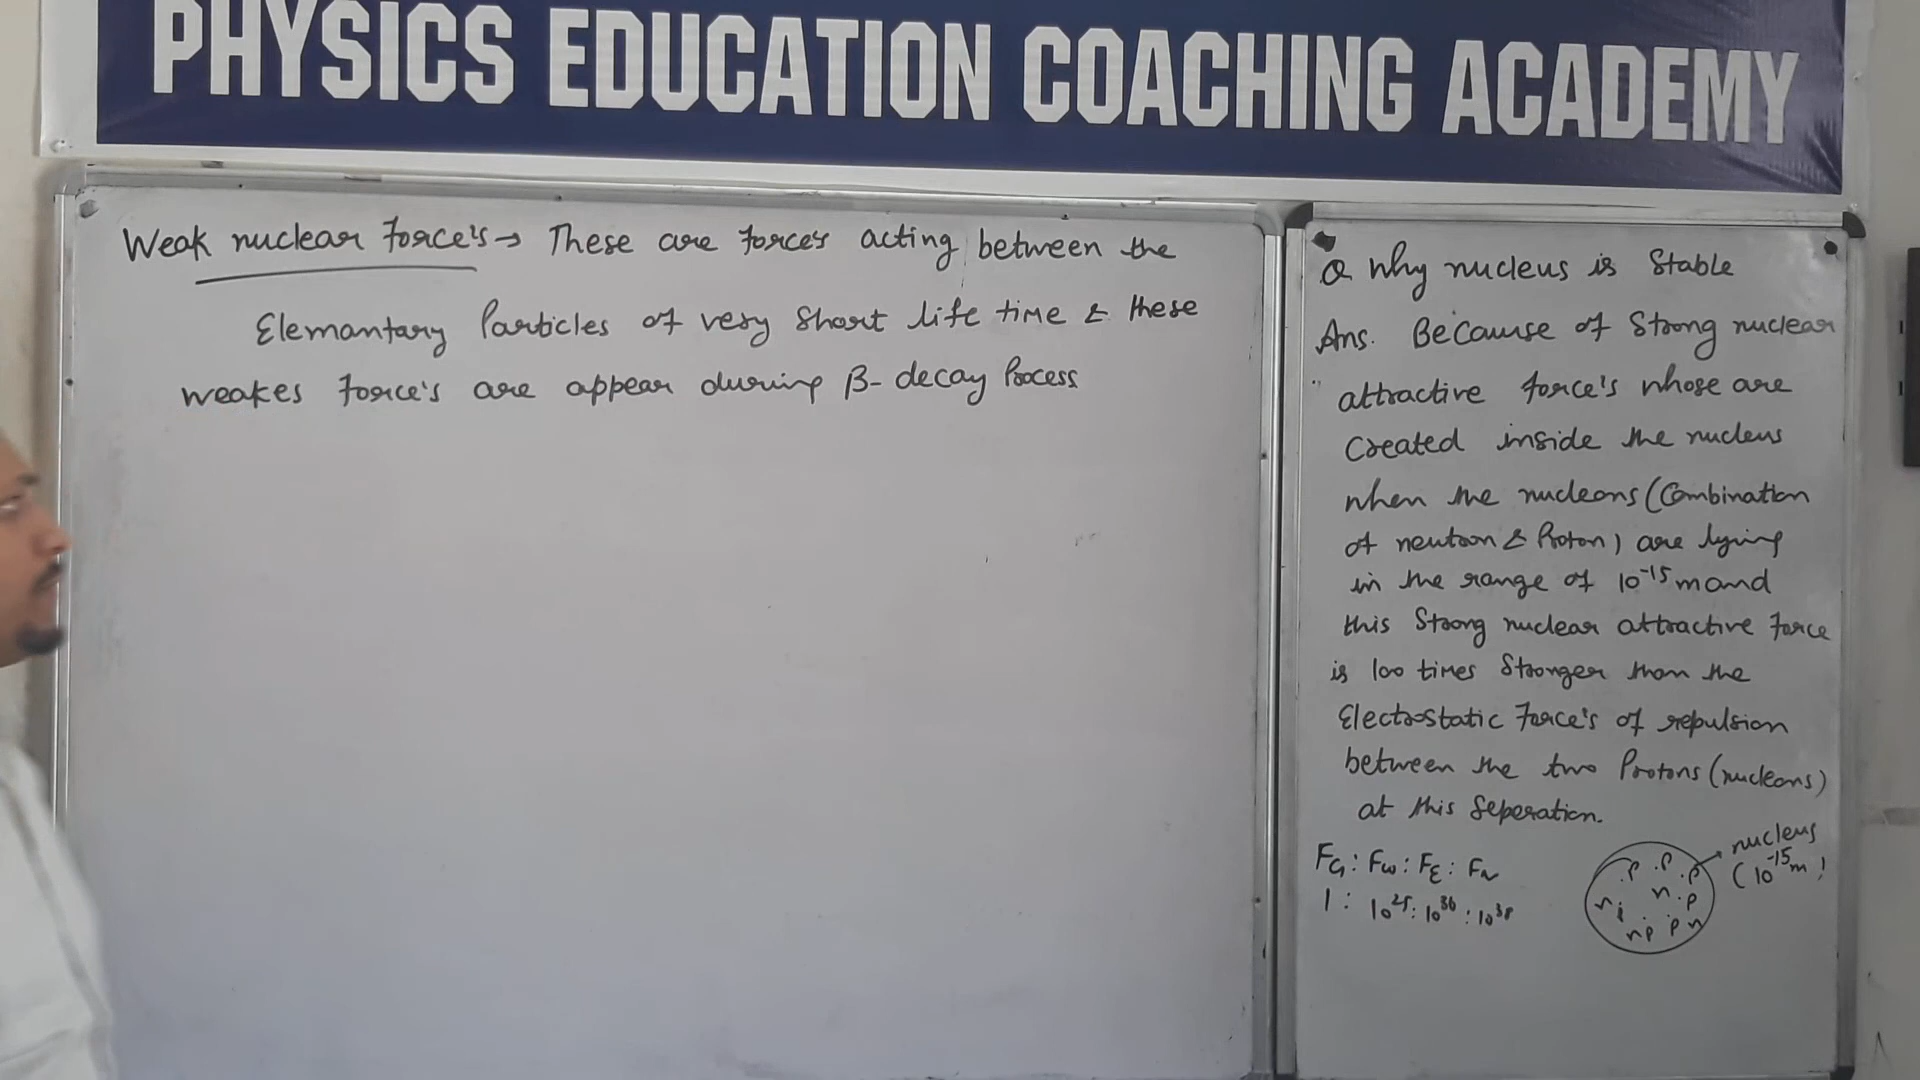 PHYSICS EDUCATION COACHING ACADEMY
Weak nuclear force's → These are force's acting between the
Elemantary Particles of very short life time & these
weakes force's are appear during β- decay Process
Q Why nucleus is Stable
Ans. Because of Strong nuclear
attractive force's whose are
Created inside the nucleus
when the nucleons (Combination
of neutron & Proton) are lying
in the range of 10⁻¹⁵ m and
this Strong nuclear attractive force
is 100 times Stronger than the
Electrostatic Force's of repulsion
between the two Protons (nucleons)
at this Seperation.
FG : Fw : FE : FN
1 : 10²⁵ : 10³⁶ : 10³⁸
nucleus
(10⁻¹⁵m)
p p p
n n p
n p p n